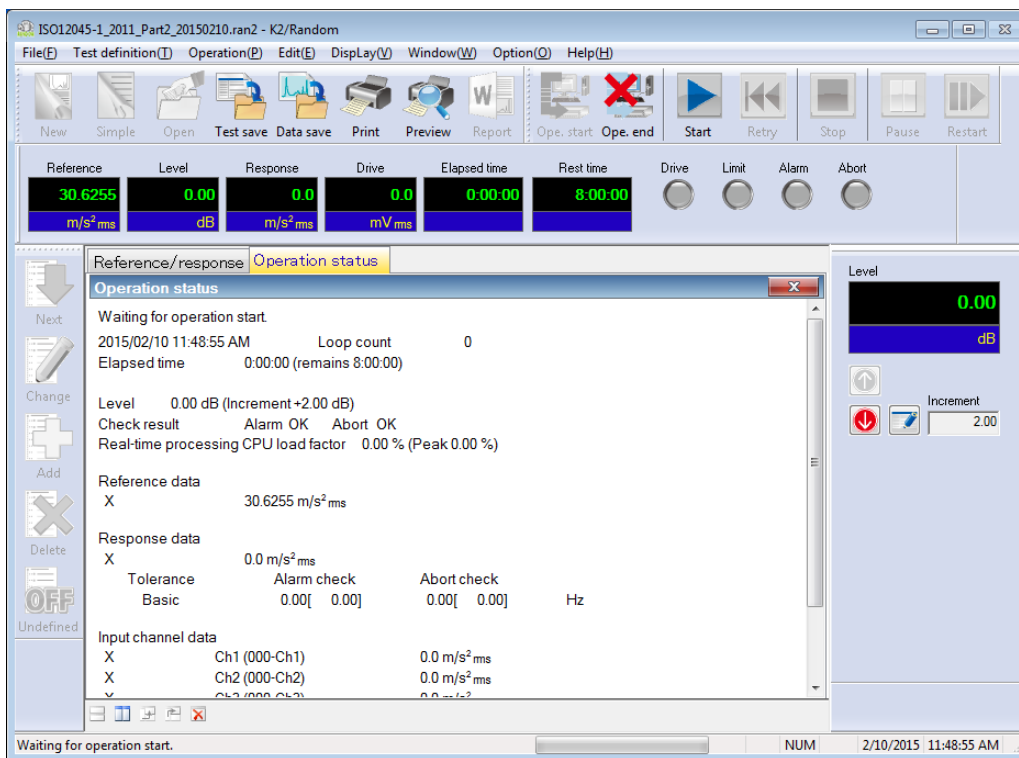 ISO12045-1_2011_Part2_20150210.ran2 - K2/Random
File(F) Test definition(T) Operation(P) Edit(E) DispLay(V) Window(W) Option(O) Help(H)
New Simple Open Test save Data save Print Preview Report Ope. start Ope. end Start Retry Stop Pause Restart
Reference Level Response Drive Elapsed time Rest time Drive Limit Alarm Abort
30.6255 0.00 0.0 0.0 0:00:00 8:00:00
m/s² rms dB m/s² rms mV rms
Next
Change
Add
Delete
OFF
Undefined
Reference/response Operation status
Operation status
Waiting for operation start.
2015/02/10 11:48:55 AM Loop count 0
Elapsed time 0:00:00 (remains 8:00:00)
Level 0.00 dB (Increment +2.00 dB)
Check result Alarm OK Abort OK
Real-time processing CPU load factor 0.00 % (Peak 0.00 %)
Reference data
X 30.6255 m/s² rms
Response data
X 0.0 m/s² rms
Tolerance Alarm check Abort check
Basic 0.00[ 0.00] 0.00[ 0.00] Hz
Input channel data
X Ch1 (000-Ch1) 0.0 m/s² rms
X Ch2 (000-Ch2) 0.0 m/s² rms
Level
0.00
dB
Increment
2.00
Waiting for operation start. NUM 2/10/2015 11:48:55 AM